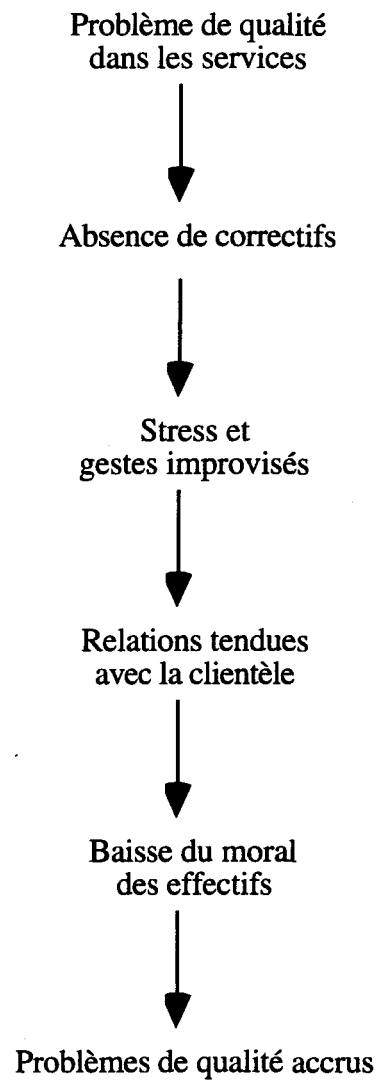 Problème de qualité
dans les services
Absence de correctifs
Stress et
gestes improvisés
Relations tendues
avec la clientèle
Baisse du moral
des effectifs
Problèmes de qualité accrus